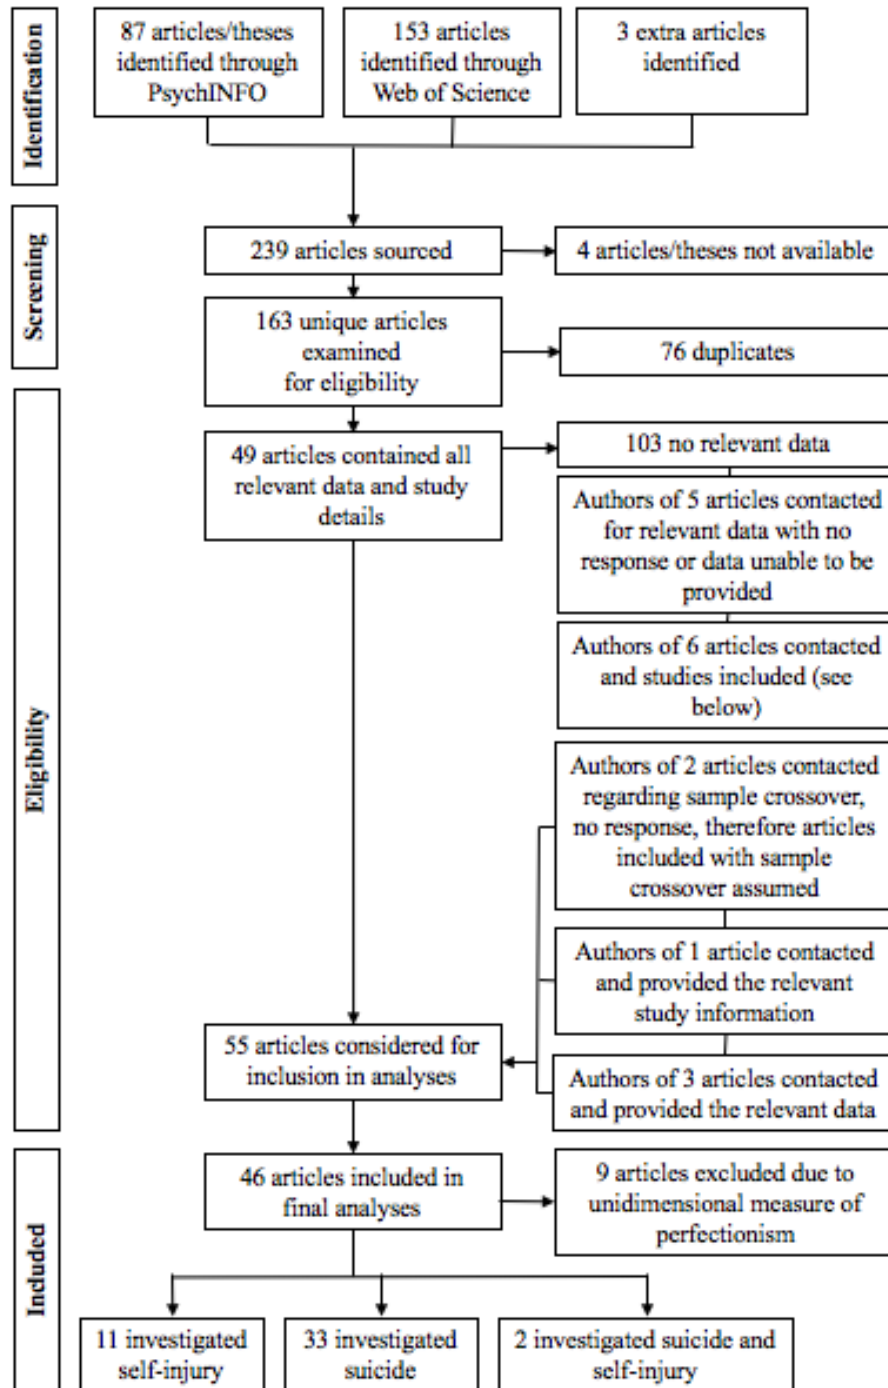 Identification
87 articles/theses
identified through
PsychINFO
153 articles
identified through
Web of Science
3 extra articles
identified
Screening
239 articles sourced
4 articles/theses not available
163 unique articles
examined
for eligibility
76 duplicates
Eligibility
49 articles contained all
relevant data and study
details
103 no relevant data
Authors of 5 articles contacted
for relevant data with no
response or data unable to be
provided
Authors of 6 articles contacted
and studies included (see
below)
Authors of 2 articles contacted
regarding sample crossover,
no response, therefore articles
included with sample
crossover assumed
Authors of 1 article contacted
and provided the relevant
study information
55 articles considered for
inclusion in analyses
Authors of 3 articles contacted
and provided the relevant data
Included
46 articles included in
final analyses
9 articles excluded due to
unidimensional measure of
perfectionism
11 investigated
self-injury
33 investigated
suicide
2 investigated suicide and
self-injury